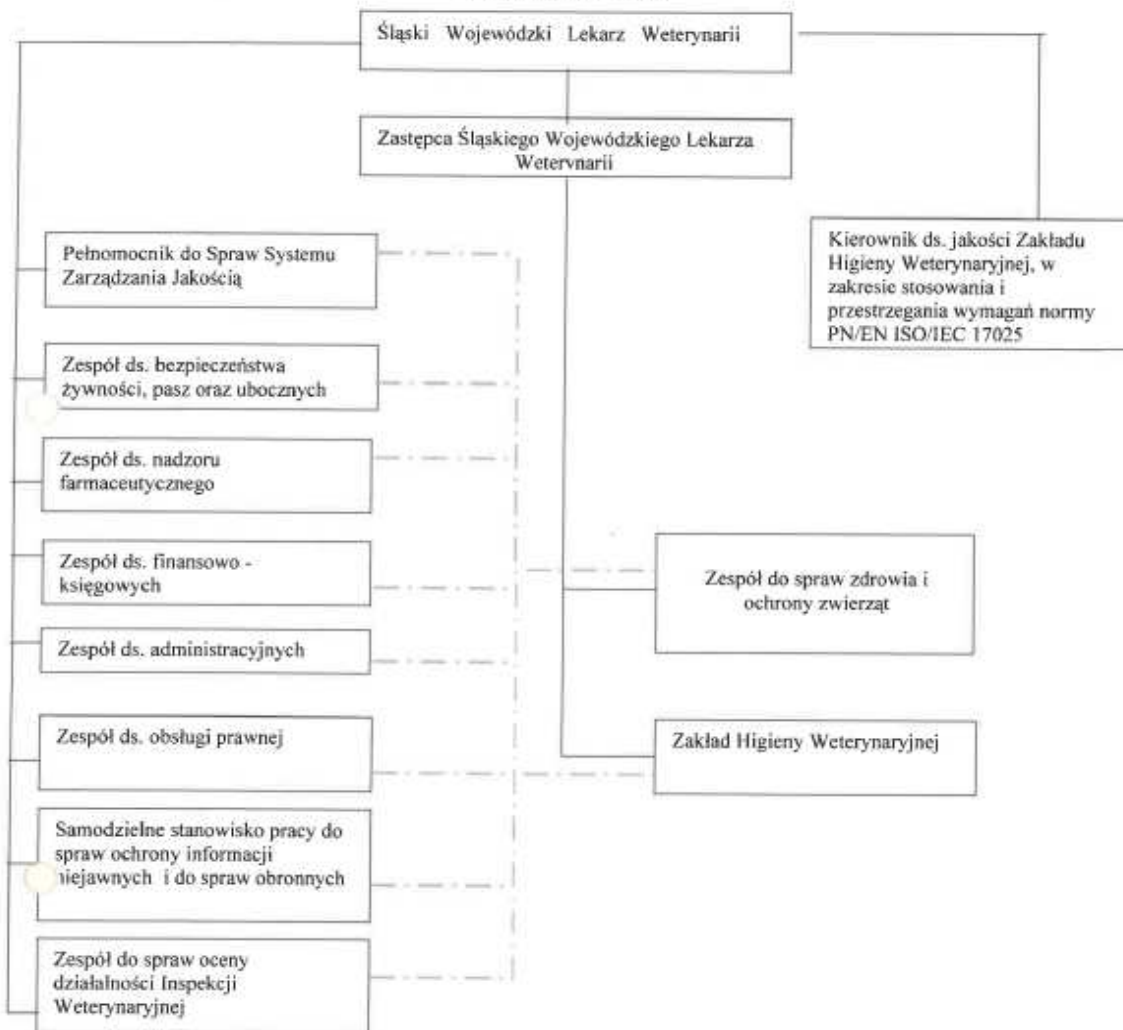 Śląski Wojewódzki Lekarz Weterynarii
Zastępca Śląskiego Wojewódzkiego Lekarza
Weterynarii
Pełnomocnik do Spraw Systemu
Zarządzania Jakością
Kierownik ds. jakości Zakładu
Higieny Weterynaryjnej, w
zakresie stosowania i
przestrzegania wymagań normy
PN/EN ISO/IEC 17025
Zespół ds. bezpieczeństwa
żywności, pasz oraz ubocznych
Zespół ds. nadzoru
farmaceutycznego
Zespół ds. finansowo -
księgowych
Zespół do spraw zdrowia i
ochrony zwierząt
Zespół ds. administracyjnych
Zespół ds. obsługi prawnej
Zakład Higieny Weterynaryjnej
Samodzielne stanowisko pracy do
spraw ochrony informacji
niejawnych i do spraw obronnych
Zespół do spraw oceny
działalności Inspekcji
Weterynaryjnej